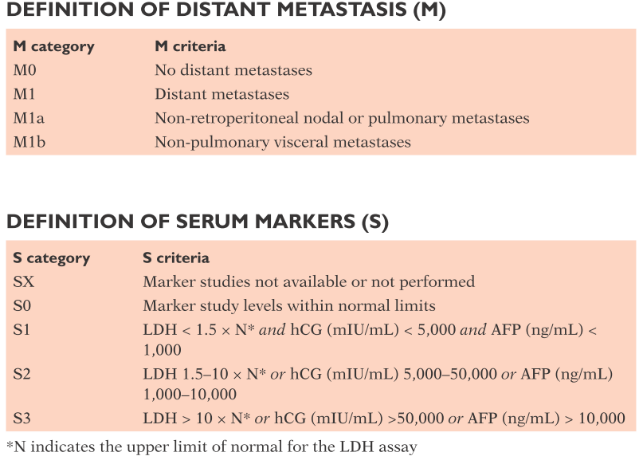 DEFINITION OF DISTANT METASTASIS (M)
M category M criteria
M0 No distant metastases
M1 Distant metastases
M1a Non-retroperitoneal nodal or pulmonary metastases
M1b Non-pulmonary visceral metastases
DEFINITION OF SERUM MARKERS (S)
S category S criteria
SX Marker studies not available or not performed
S0 Marker study levels within normal limits
S1 LDH < 1.5 × N* and hCG (mIU/mL) < 5,000 and AFP (ng/mL) <
1,000
S2 LDH 1.5–10 × N* or hCG (mIU/mL) 5,000–50,000 or AFP (ng/mL)
1,000–10,000
S3 LDH > 10 × N* or hCG (mIU/mL) >50,000 or AFP (ng/mL) > 10,000
*N indicates the upper limit of normal for the LDH assay